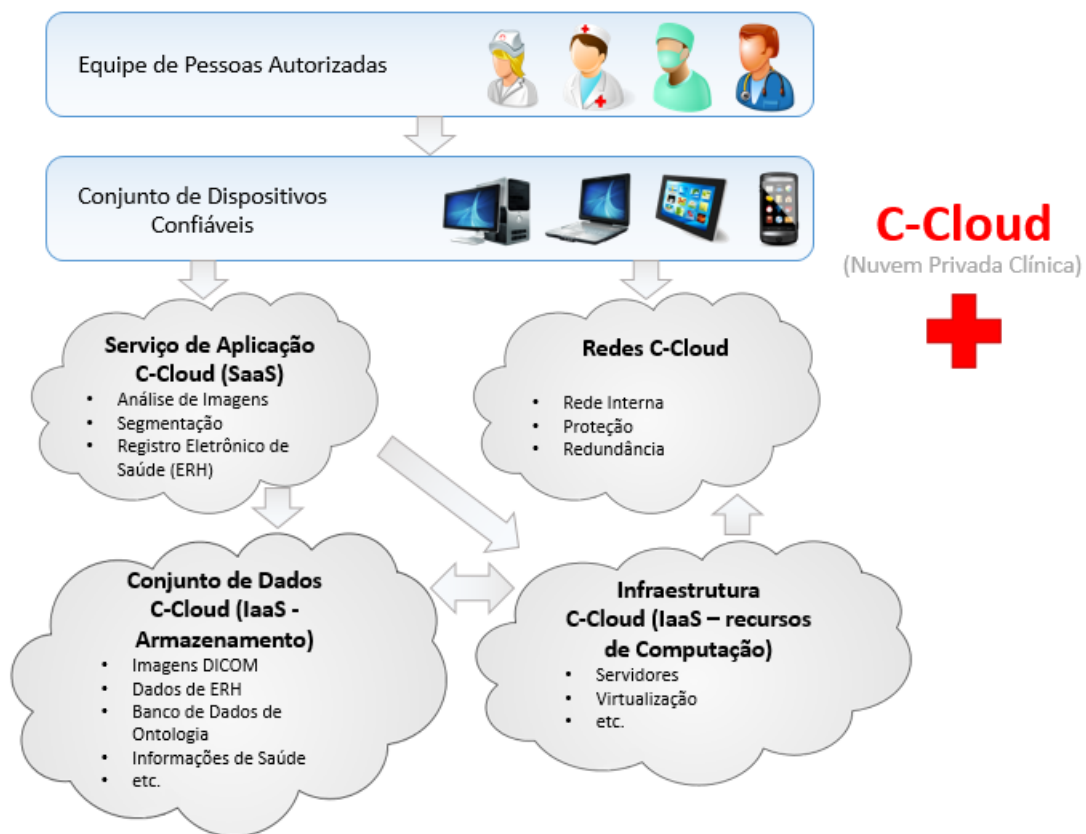 Equipe de Pessoas Autorizadas
Conjunto de Dispositivos
Confiáveis
C-Cloud
(Nuvem Privada Clínica)
Serviço de Aplicação
C-Cloud (SaaS)
• Análise de Imagens
• Segmentação
• Registro Eletrônico de
Saúde (ERH)
Redes C-Cloud
• Rede Interna
• Proteção
• Redundância
Conjunto de Dados
C-Cloud (IaaS -
Armazenamento)
• Imagens DICOM
• Dados de ERH
• Banco de Dados de
Ontologia
• Informações de Saúde
• etc.
Infraestrutura
C-Cloud (IaaS – recursos
de Computação)
• Servidores
• Virtualização
• etc.